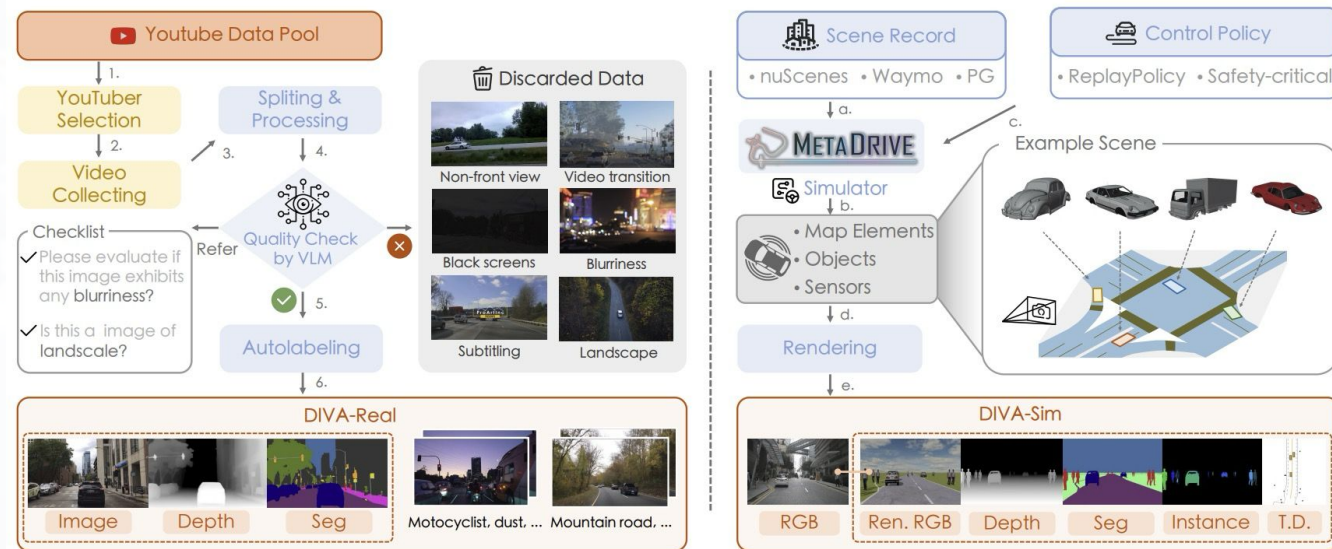 Youtube Data Pool
1.
YouTuber
Selection
2.
Video
Collecting
3.
Spliting &
Processing
4.
Quality Check
by VLM
Refer
Checklist
Please evaluate if
this image exhibits
any blurriness?
Is this a image of
landscale?
5.
Autolabeling
6.
Discarded Data
Non-front view
Video transition
Black screens
Blurriness
Subtitling
Landscape
DIVA-Real
Image
Depth
Seg
Motocyclist, dust, ...
Mountain road, ...
Scene Record
• nuScenes • Waymo • PG
Control Policy
• ReplayPolicy • Safety-critical
a.
c.
METADRIVE
Simulator
b.
• Map Elements
• Objects
• Sensors
d.
Rendering
e.
Example Scene
DIVA-Sim
RGB
Ren. RGB
Depth
Seg
Instance
T.D.